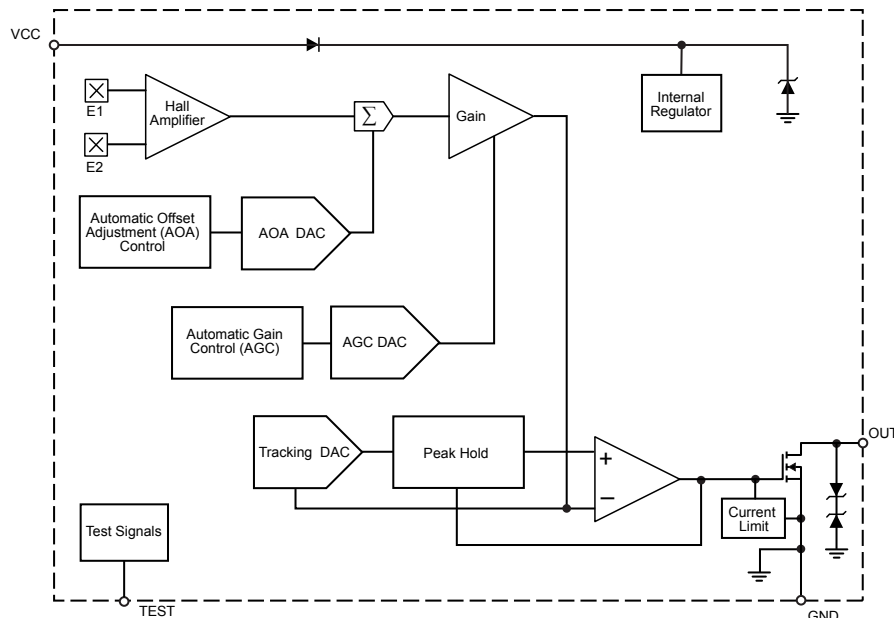 VCC
E1
E2
Hall
Amplifier
Σ
Gain
Internal
Regulator
Automatic Offset
Adjustment (AOA)
Control
AOA DAC
Automatic Gain
Control (AGC)
AGC DAC
Tracking DAC
Peak Hold
+
−
OUT
Current
Limit
Test Signals
TEST
GND